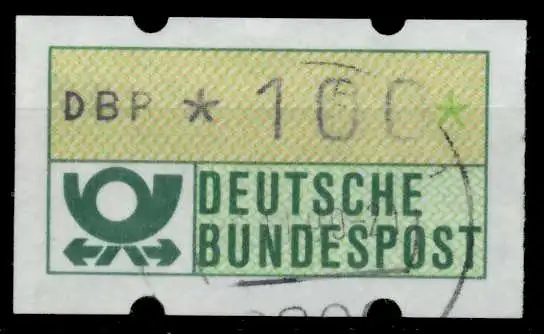 DBP *100*
DEUTSCHE
BUNDESPOST